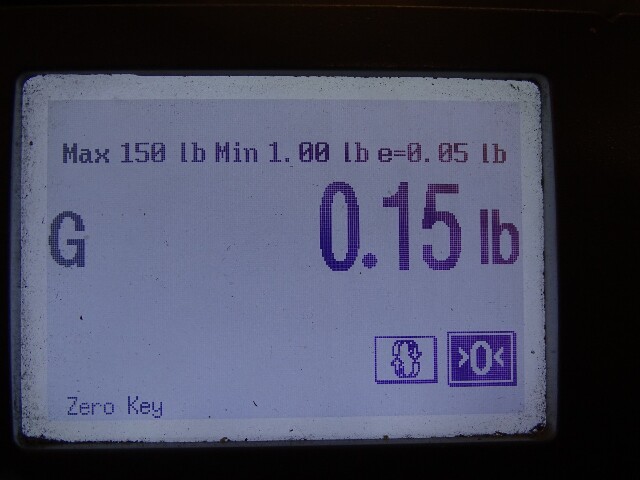 Max 150 lb Min 1.00 lb e=0.05 lb
G 0.15 lb
>0<
Zero Key